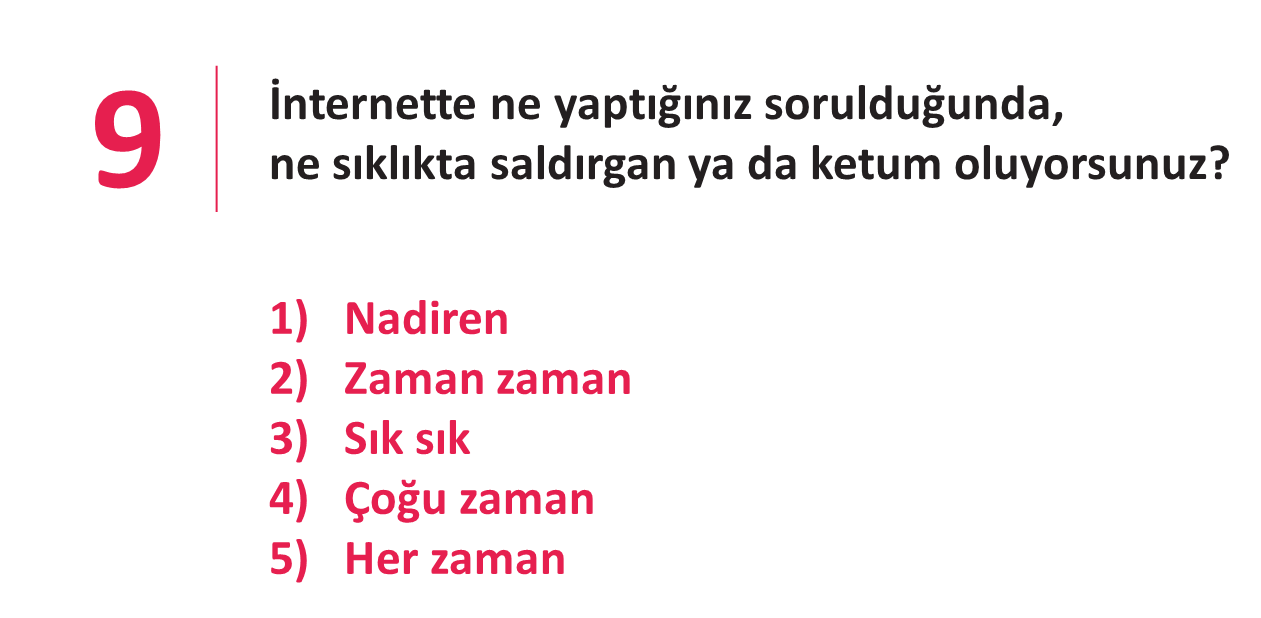 9
İnternette ne yaptığınız sorulduğunda,
ne sıklıkta saldırgan ya da ketum oluyorsunuz?
1) Nadiren
2) Zaman zaman
3) Sık sık
4) Çoğu zaman
5) Her zaman